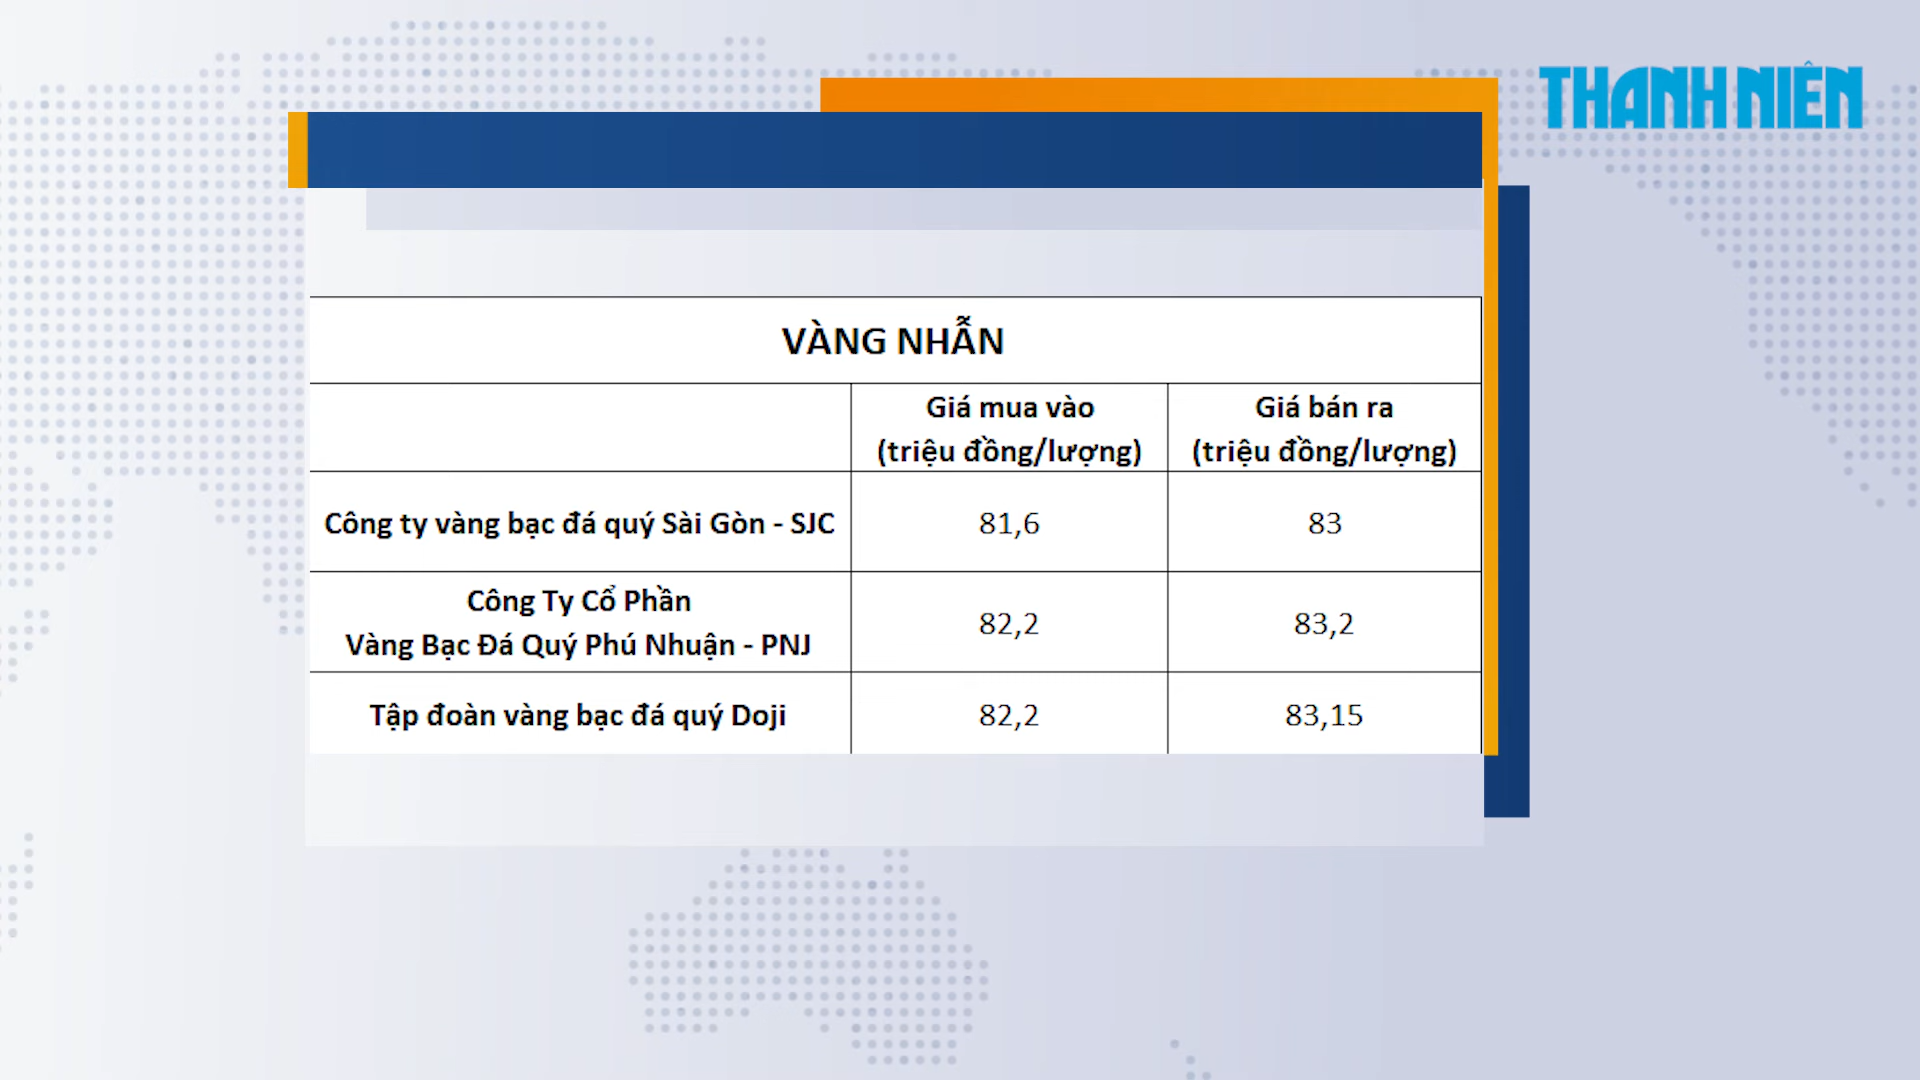 THANH NIÊN
VÀNG NHẪN
Giá mua vào
(triệu đồng/lượng)
Giá bán ra
(triệu đồng/lượng)
Công ty vàng bạc đá quý Sài Gòn - SJC
81,6
83
Công Ty Cổ Phần
Vàng Bạc Đá Quý Phú Nhuận - PNJ
82,2
83,2
Tập đoàn vàng bạc đá quý Doji
82,2
83,15